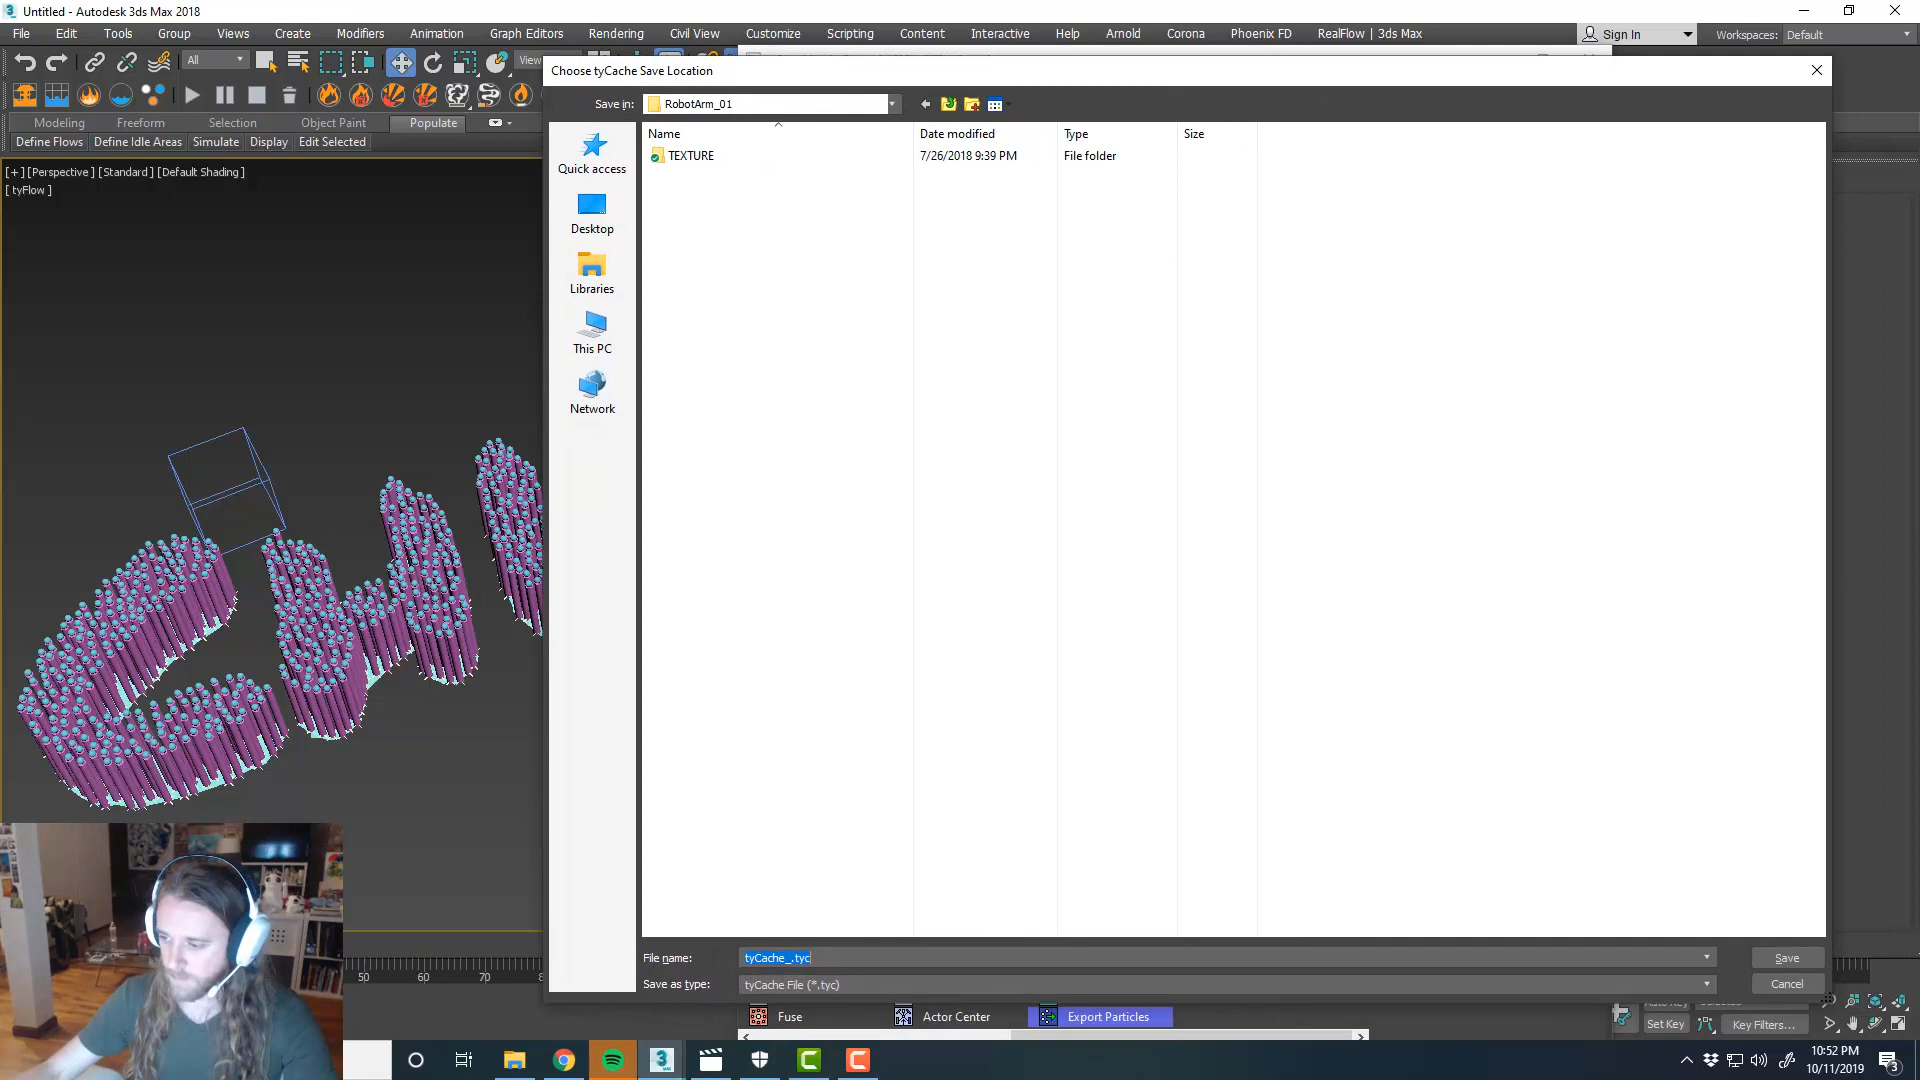 Untitled - Autodesk 3ds Max 2018
File Edit Tools Group Views Create Modifiers Animation Graph Editors Rendering Civil View Customize Scripting Content Interactive Help Arnold Corona Phoenix FD RealFlow | 3ds Max Sign In Workspaces: Default
All View
Choose tyCache Save Location
Save in: RobotArm_01
Modeling Freeform Selection Object Paint Populate
Define Flows Define Idle Areas Simulate Display Edit Selected
Name Date modified Type Size
TEXTURE 7/26/2018 9:39 PM File folder
[ + ] [Perspective ] [Standard ] [Default Shading ]
[ tyFlow ]
Quick access
Desktop
Libraries
This PC
Network
File name: tyCache_.tyc Save
Save as type: tyCache File (*.tyc) Cancel
50 60 70
Fuse Actor Center Export Particles
Set Key Key Filters...
10:52 PM
10/11/2019
3